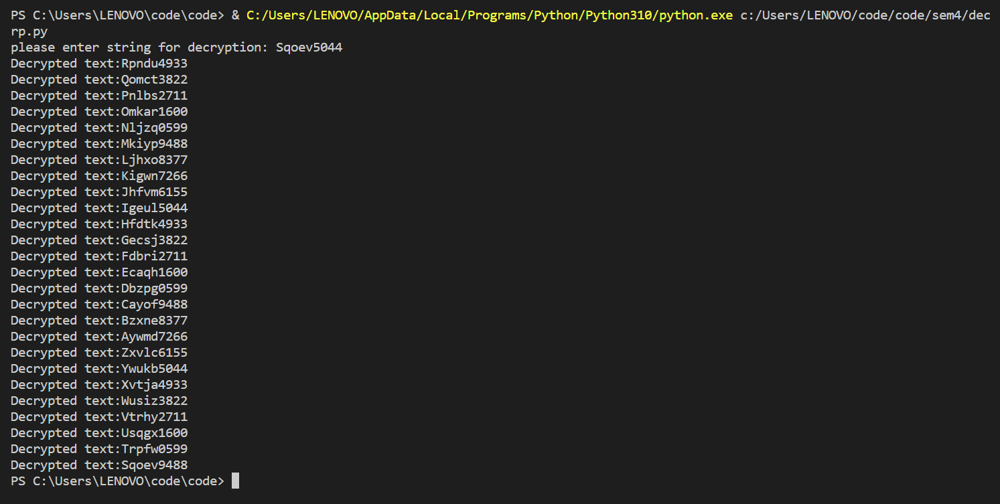 PS C:\Users\LENOVO\code\code> & C:/Users/LENOVO/AppData/Local/Programs/Python/Python310/python.exe c:/Users/LENOVO/code/code/sem4/dec
rp.py
please enter string for decryption: Sqoev5044
Decrypted text:Rpndu4933
Decrypted text:Qomct3822
Decrypted text:Pnlbs2711
Decrypted text:Omkar1600
Decrypted text:Nljzq0599
Decrypted text:Mkiyp9488
Decrypted text:Ljhxo8377
Decrypted text:Kigwn7266
Decrypted text:Jhfvm6155
Decrypted text:Igeul5044
Decrypted text:Hfdtk4933
Decrypted text:Gecsj3822
Decrypted text:Fdbri2711
Decrypted text:Ecaqh1600
Decrypted text:Dbzpg0599
Decrypted text:Cayof9488
Decrypted text:Bzxne8377
Decrypted text:Aywmd7266
Decrypted text:Zxvlc6155
Decrypted text:Ywukb5044
Decrypted text:Xvtja4933
Decrypted text:Wusiz3822
Decrypted text:Vtrhy2711
Decrypted text:Usqgx1600
Decrypted text:Trpfw0599
Decrypted text:Sqoev9488
PS C:\Users\LENOVO\code\code>